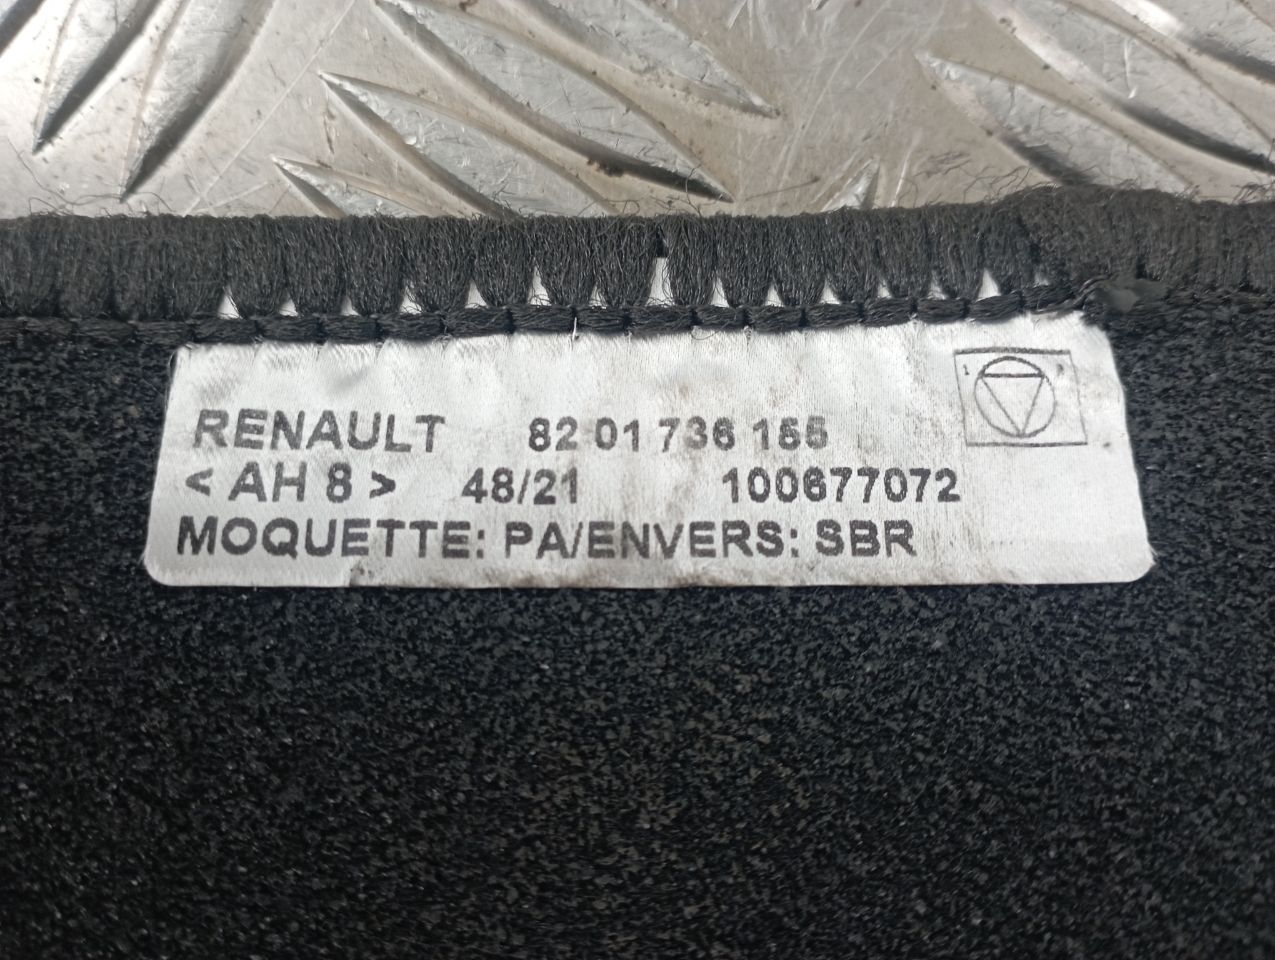 RENAULT 82 01 736 155
< AH 8 > 48/21 100677072
MOQUETTE: PA/ENVERS: SBR